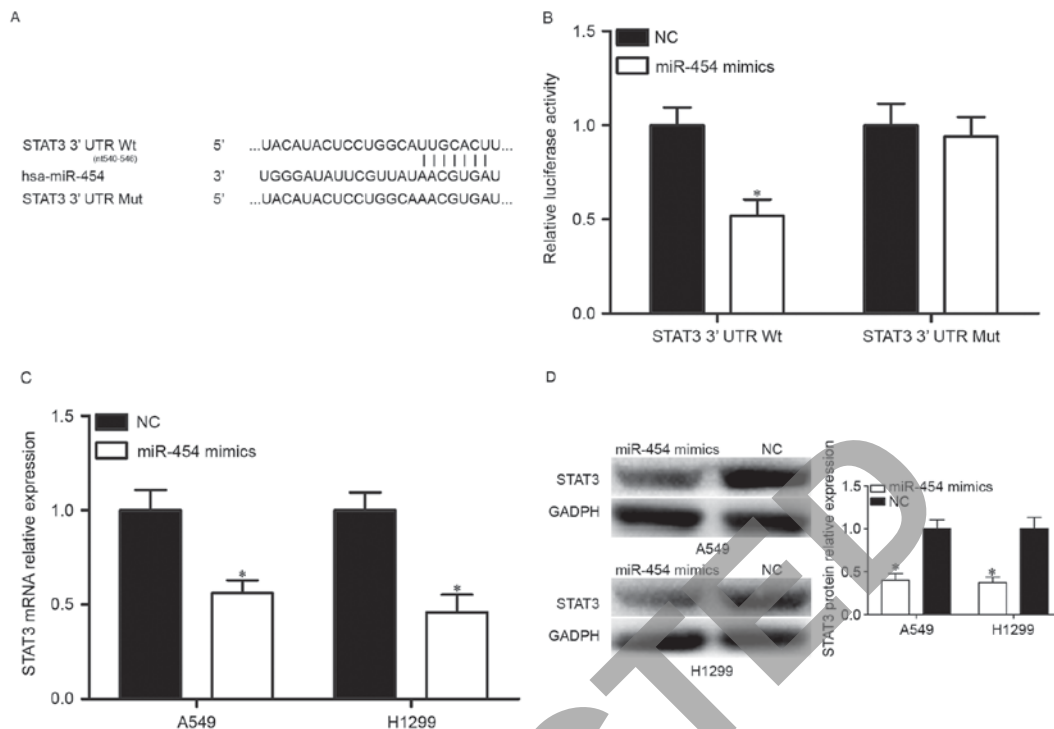 A
STAT3 3' UTR Wt 5' ...UACAUACUCCUGGCAUUGCACUU...
(nt540-546)
hsa-miR-454 3' UGGGAUAUUCGUUAUAACGUGAU
STAT3 3' UTR Mut 5' ...UACAUACUCCUGGCAAACGUGAU...
B
Relative luciferase activity
NC
miR-454 mimics
1.5
1.0
0.5
0.0
*
STAT3 3' UTR Wt STAT3 3' UTR Mut
C
STAT3 mRNA relative expression
NC
miR-454 mimics
1.5
1.0
0.5
0.0
* *
A549 H1299
D
miR-454 mimics NC
STAT3
GADPH
A549
miR-454 mimics NC
STAT3
GADPH
H1299
STAT3 protein relative expression
miR-454 mimics
NC
1.5
1.0
0.5
0.0
* *
A549 H1299
STED